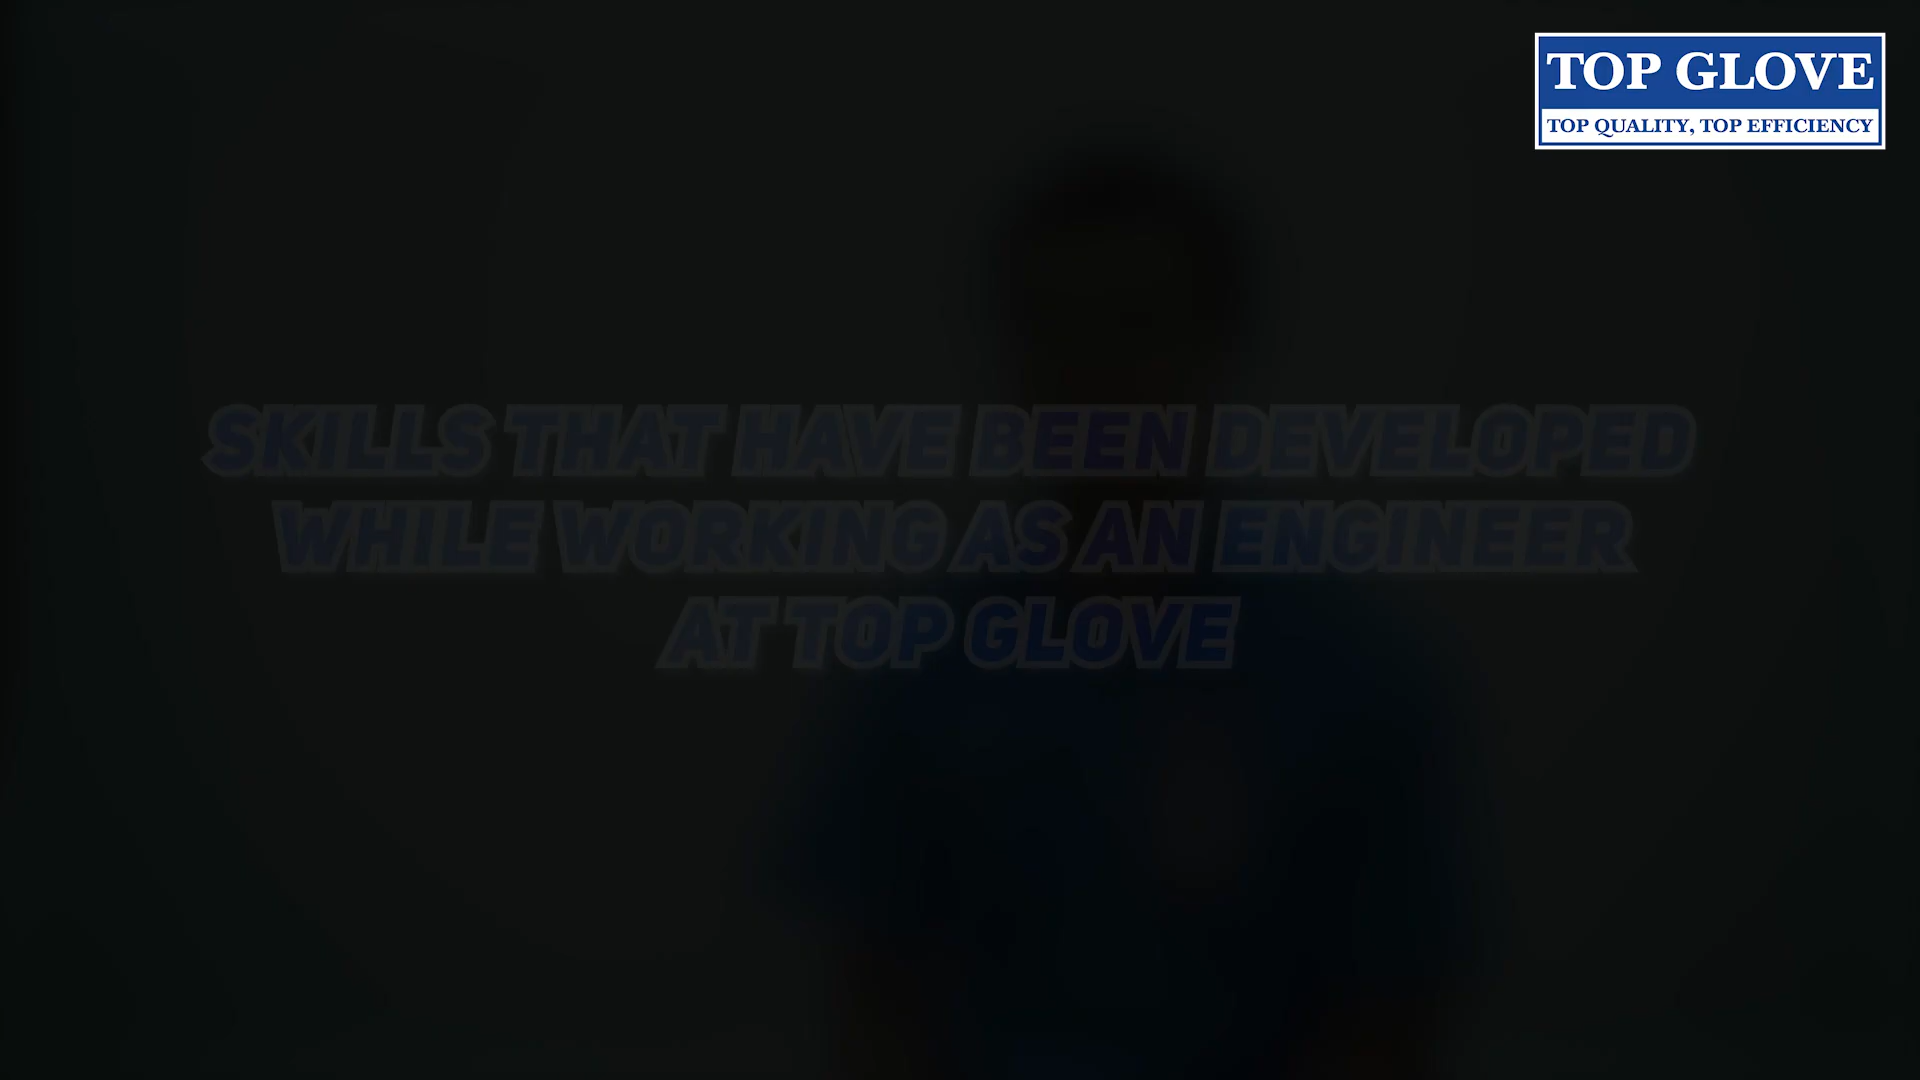 TOP GLOVE
TOP QUALITY, TOP EFFICIENCY
SKILLS THAT HAVE BEEN DEVELOPED
WHILE WORKING AS AN ENGINEER
AT TOP GLOVE